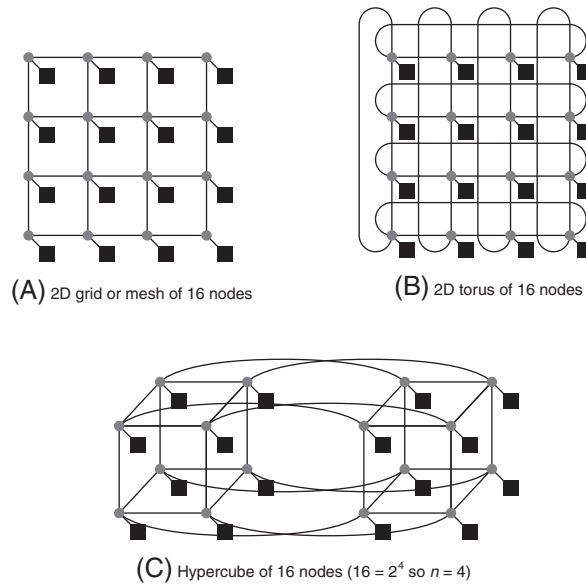 (A) 2D grid or mesh of 16 nodes
(B) 2D torus of 16 nodes
(C) Hypercube of 16 nodes (16 = 2⁴ so n = 4)